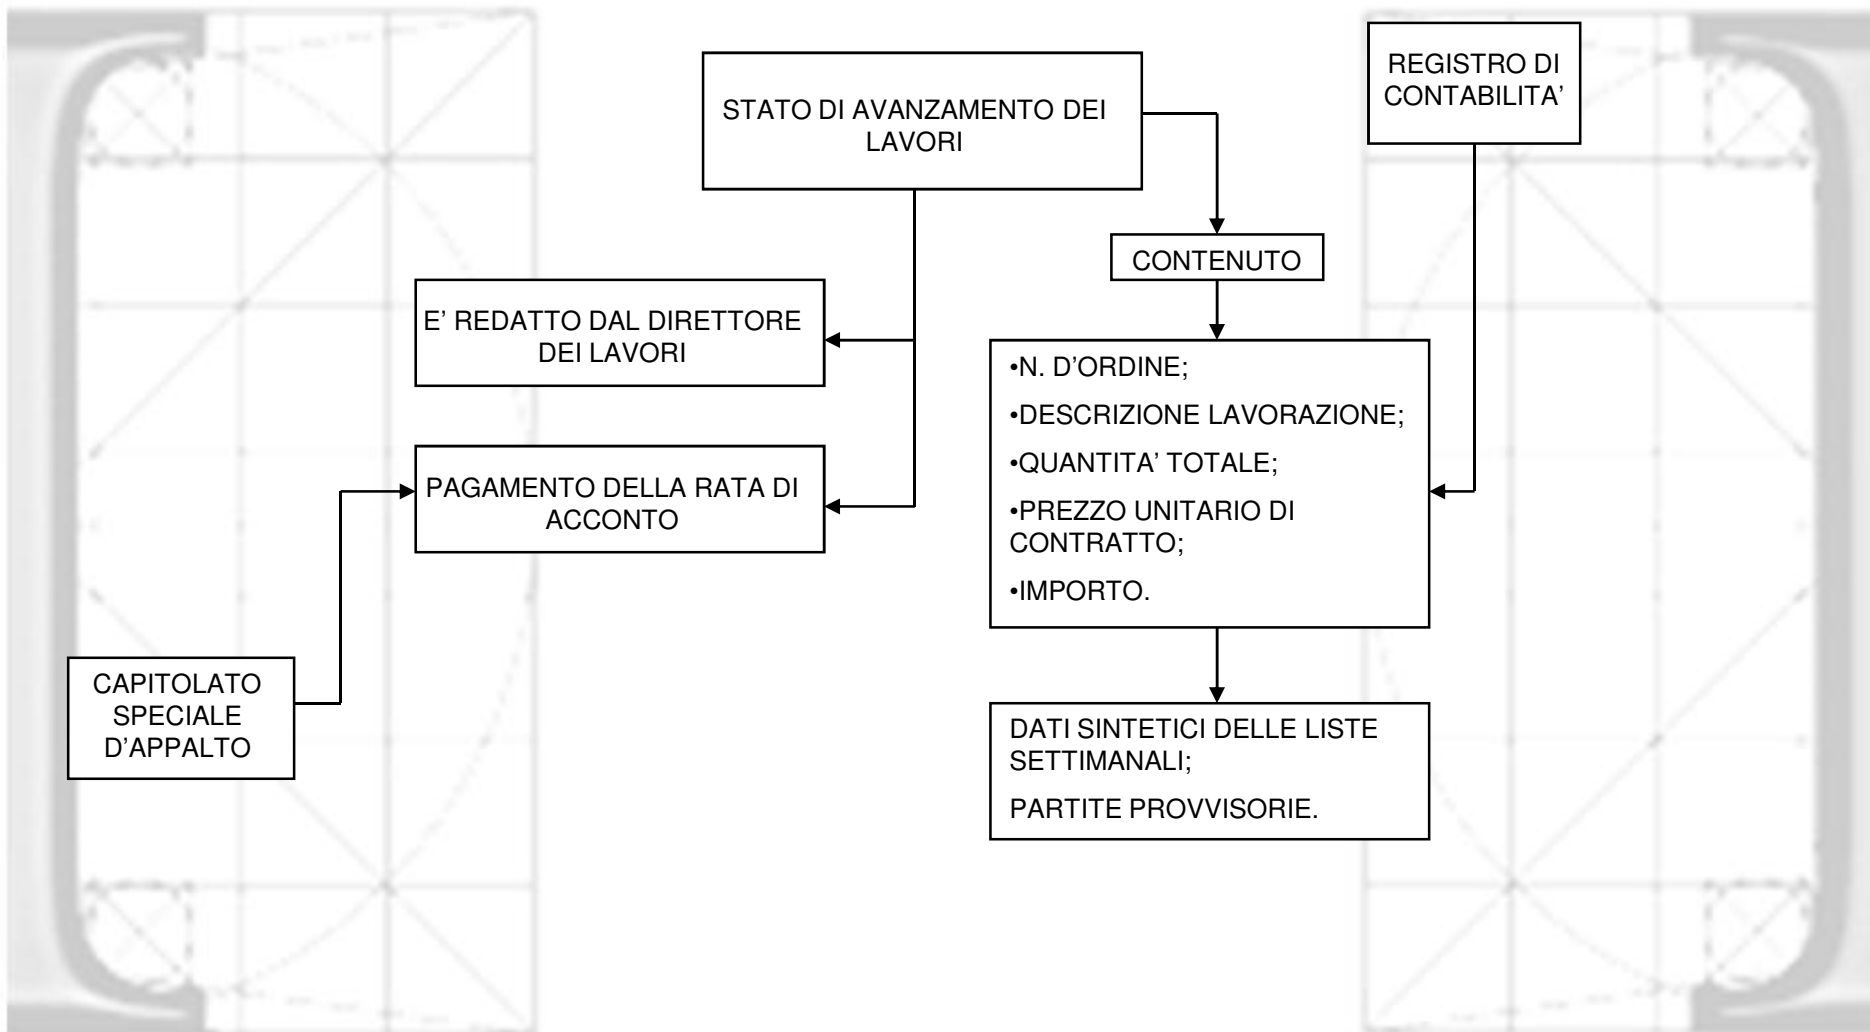 STATO DI AVANZAMENTO DEI
LAVORI
REGISTRO DI
CONTABILITA’
CONTENUTO
E’ REDATTO DAL DIRETTORE
DEI LAVORI
•N. D’ORDINE;
•DESCRIZIONE LAVORAZIONE;
•QUANTITA’ TOTALE;
•PREZZO UNITARIO DI
CONTRATTO;
•IMPORTO.
PAGAMENTO DELLA RATA DI
ACCONTO
CAPITOLATO
SPECIALE
D’APPALTO
DATI SINTETICI DELLE LISTE
SETTIMANALI;
PARTITE PROVVISORIE.